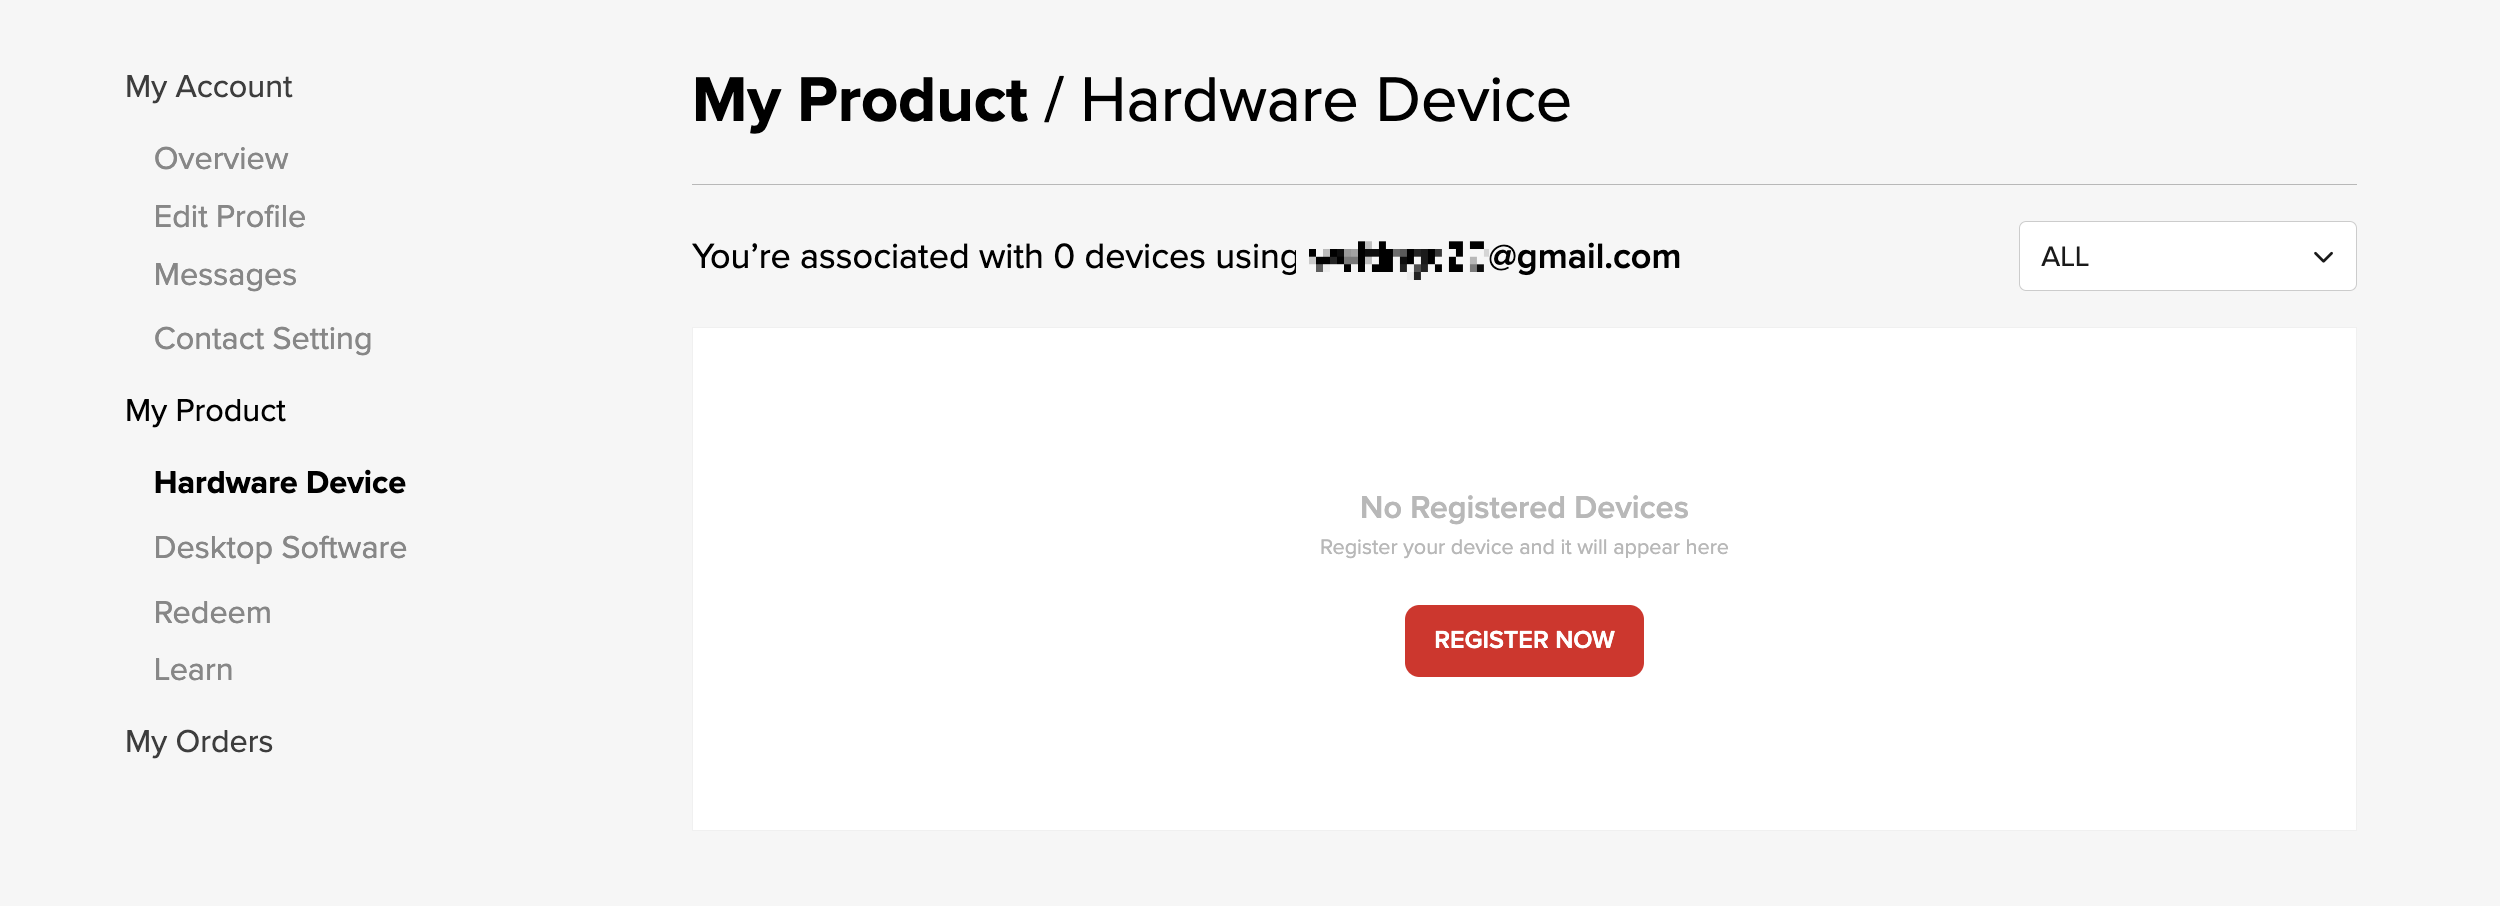 My Account
Overview
Edit Profile
Messages
Contact Setting
My Product
Hardware Device
Desktop Software
Redeem
Learn
My Orders
My Product / Hardware Device
You’re associated with 0 devices using @gmail.com
ALL
No Registered Devices
Register your device and it will appear here
REGISTER NOW